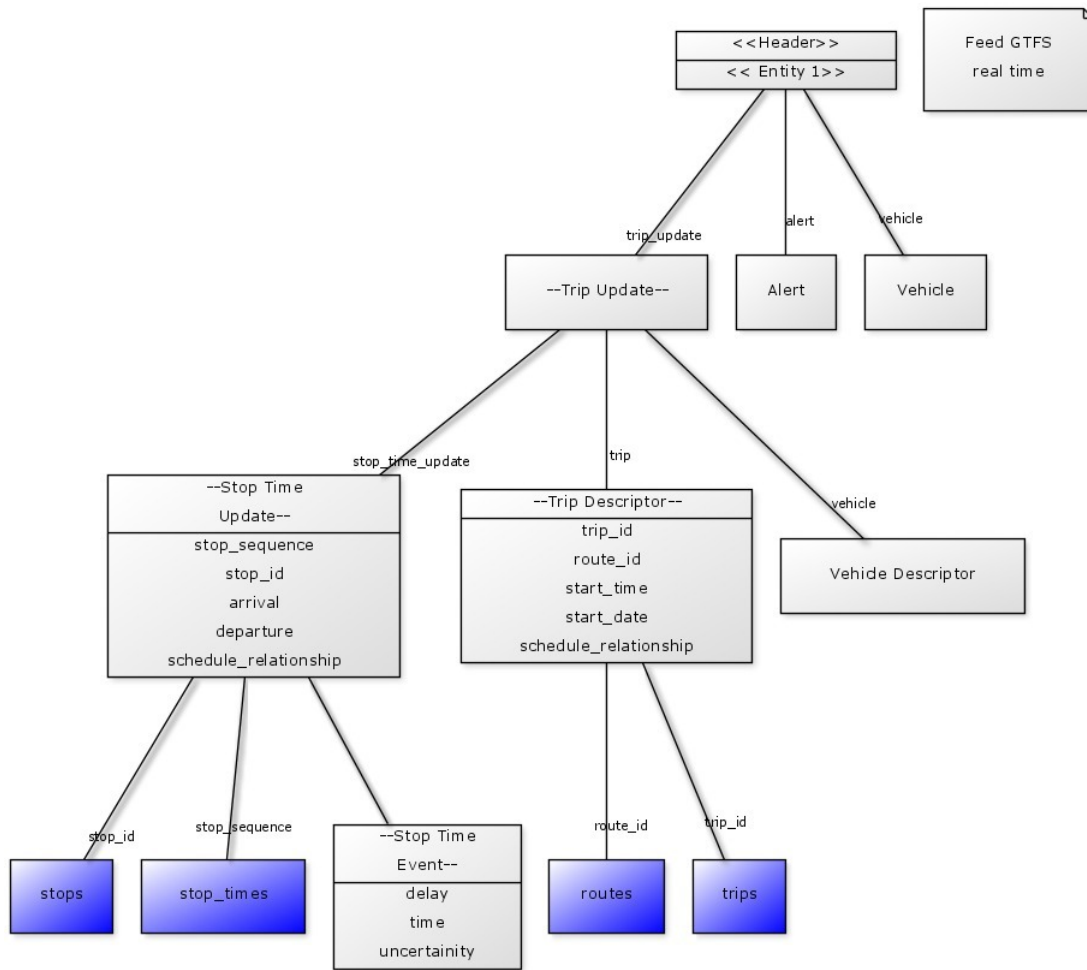 <<Header>>
<< Entity 1>>
Feed GTFS
real time
trip_update
alert
vehicle
--Trip Update--
Alert
Vehicle
stop_time_update
trip
vehicle
--Stop Time
Update--
stop_sequence
stop_id
arrival
departure
schedule_relationship
--Trip Descriptor--
trip_id
route_id
start_time
start_date
schedule_relationship
Vehicle Descriptor
stop_id
stop_sequence
route_id
trip_id
stops
stop_times
--Stop Time
Event--
delay
time
uncertainity
routes
trips